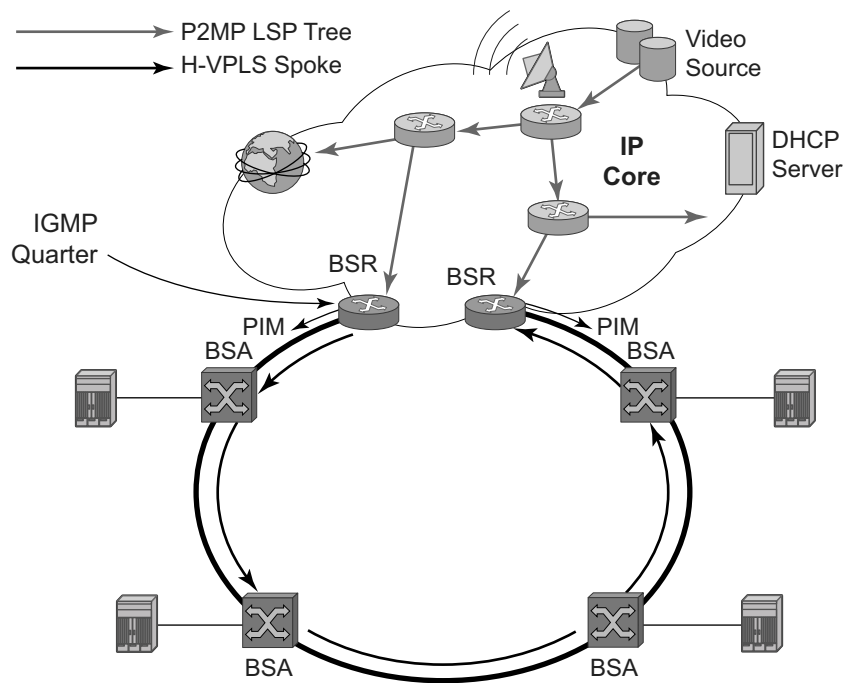 P2MP LSP Tree
H-VPLS Spoke
Video
Source
IP
Core
DHCP
Server
IGMP
Quarter
BSR
BSR
PIM
PIM
BSA
BSA
BSA
BSA